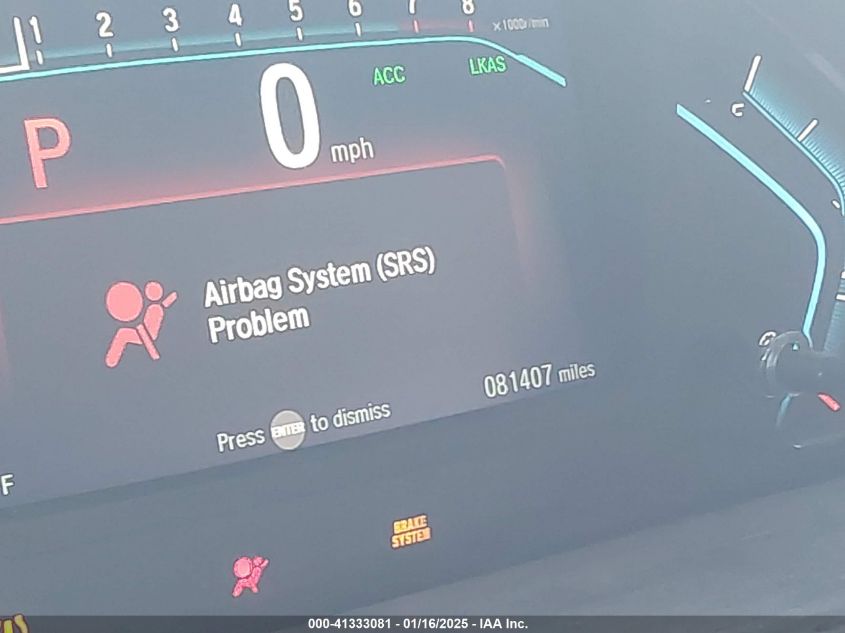 1 2 3 4 5 6 7 8 x1000r/min
ACC LKAS
P 0 mph
Airbag System (SRS)
Problem
081407 miles
Press ENTER to dismiss
F
BRAKE
SYSTEM
000-41333081 - 01/16/2025 - IAA Inc.